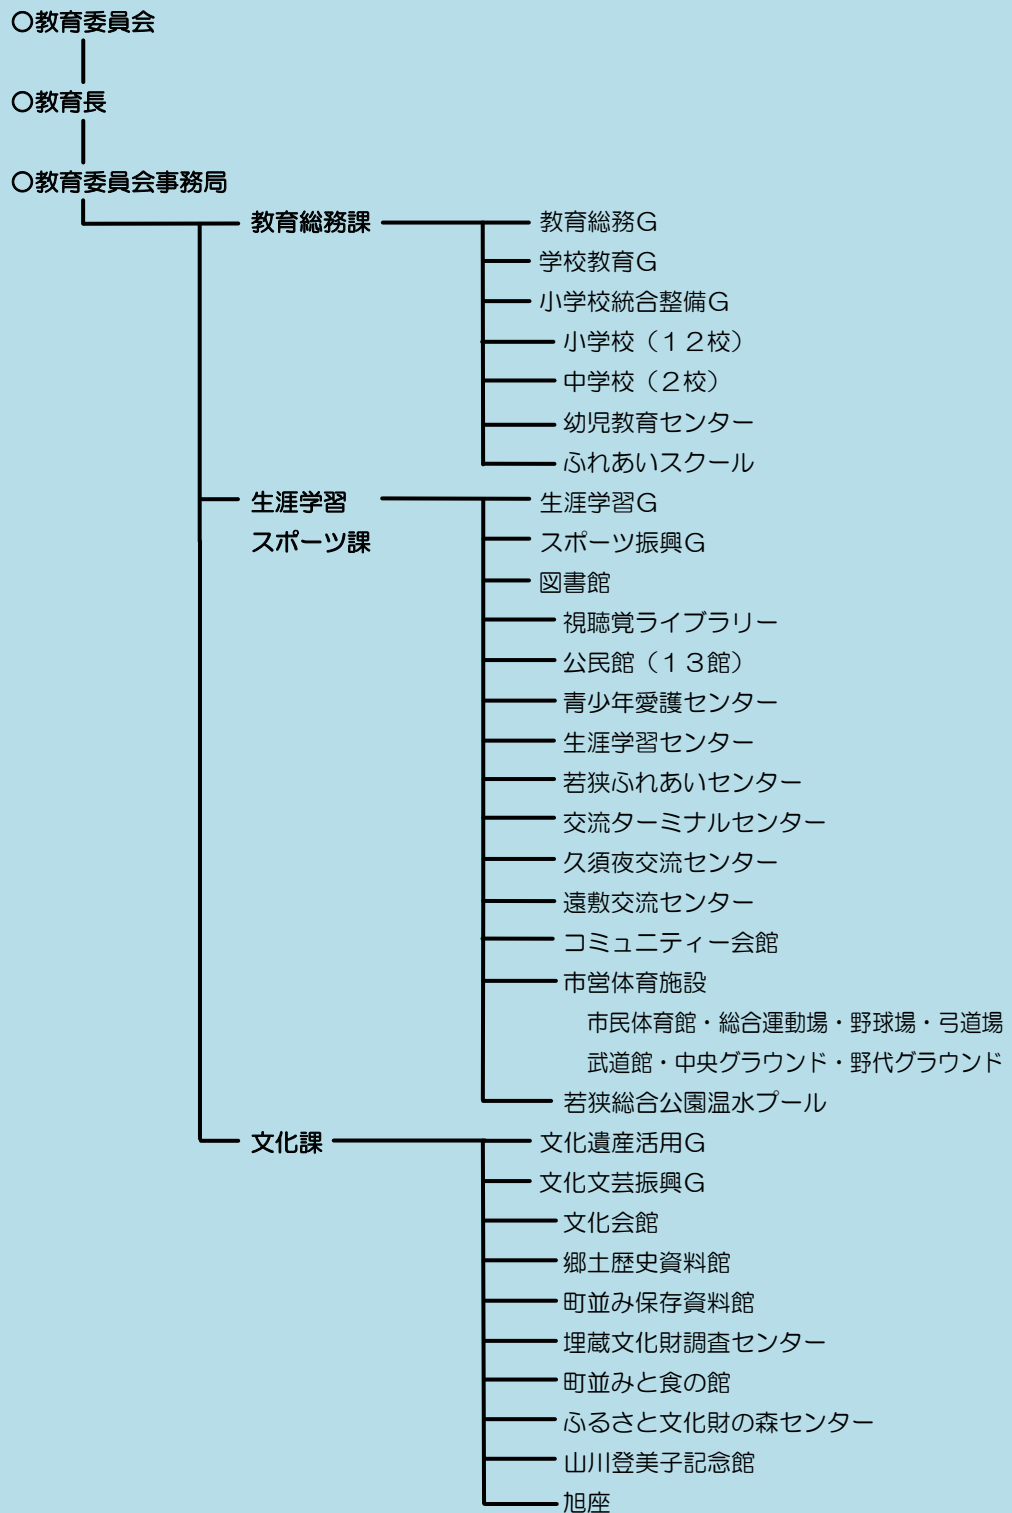 〇教育委員会
〇教育長
〇教育委員会事務局
教育総務課 教育総務G
学校教育G
小学校統合整備G
小学校（１２校）
中学校（２校）
幼児教育センター
ふれあいスクール
生涯学習 生涯学習G
スポーツ課 スポーツ振興G
図書館
視聴覚ライブラリー
公民館（１３館）
青少年愛護センター
生涯学習センター
若狭ふれあいセンター
交流ターミナルセンター
久須夜交流センター
遠敷交流センター
コミュニティー会館
市営体育施設
市民体育館・総合運動場・野球場・弓道場
武道館・中央グラウンド・野代グラウンド
若狭総合公園温水プール
文化課 文化遺産活用G
文化文芸振興G
文化会館
郷土歴史資料館
町並み保存資料館
埋蔵文化財調査センター
町並みと食の館
ふるさと文化財の森センター
山川登美子記念館
旭座